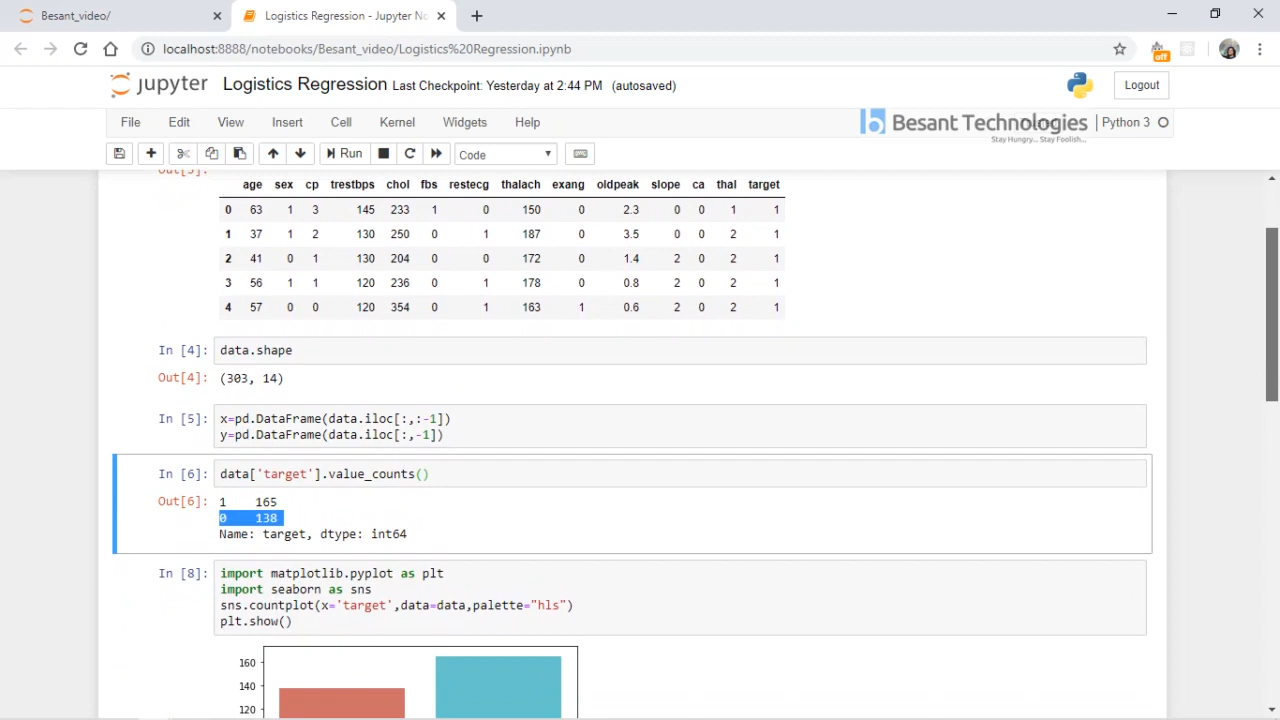 Besant_video/
Logistics Regression - Jupyter No
localhost:8888/notebooks/Besant_video/Logistics%20Regression.ipynb
off
jupyter Logistics Regression Last Checkpoint: Yesterday at 2:44 PM (autosaved)
Logout
File Edit View Insert Cell Kernel Widgets Help
Besant Technologies
Stay Hungry... Stay Foolish...
Python 3
Run
Code
age sex cp trestbps chol fbs restecg thalach exang oldpeak slope ca thal target
0 63 1 3 145 233 1 0 150 0 2.3 0 0 1 1
1 37 1 2 130 250 0 1 187 0 3.5 0 0 2 1
2 41 0 1 130 204 0 0 172 0 1.4 2 0 2 1
3 56 1 1 120 236 0 1 178 0 0.8 2 0 2 1
4 57 0 0 120 354 0 1 163 1 0.6 2 0 2 1
In [4]: data.shape
Out[4]: (303, 14)
In [5]: x=pd.DataFrame(data.iloc[:,:-1])
y=pd.DataFrame(data.iloc[:,-1])
In [6]: data['target'].value_counts()
Out[6]: 1 165
0 138
Name: target, dtype: int64
In [8]: import matplotlib.pyplot as plt
import seaborn as sns
sns.countplot(x='target',data=data,palette="hls")
plt.show()
160
140
120